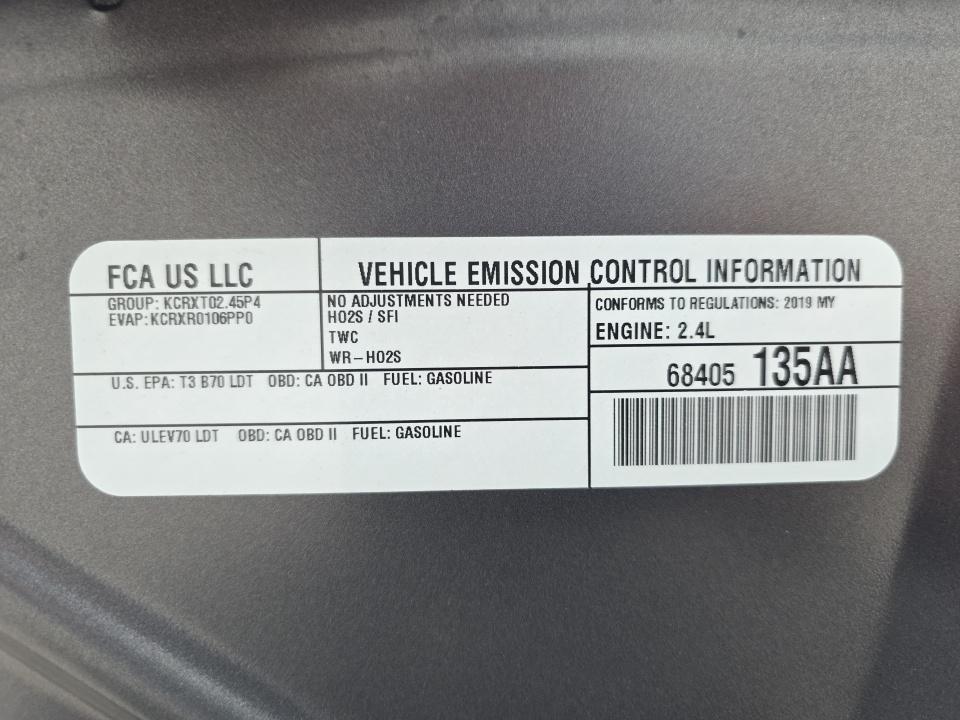 FCA US LLC
VEHICLE EMISSION CONTROL INFORMATION
GROUP: KCRXT02.45P4
EVAP:KCRXR0106PP0
NO ADJUSTMENTS NEEDED
HO2S / SFI
TWC
WR-HO2S
CONFORMS TO REGULATIONS: 2019 MY
ENGINE: 2.4L
68405 135AA
U.S. EPA: T3 B70 LDT OBD: CA OBD II FUEL: GASOLINE
CA: ULEV70 LDT OBD: CA OBD II FUEL: GASOLINE